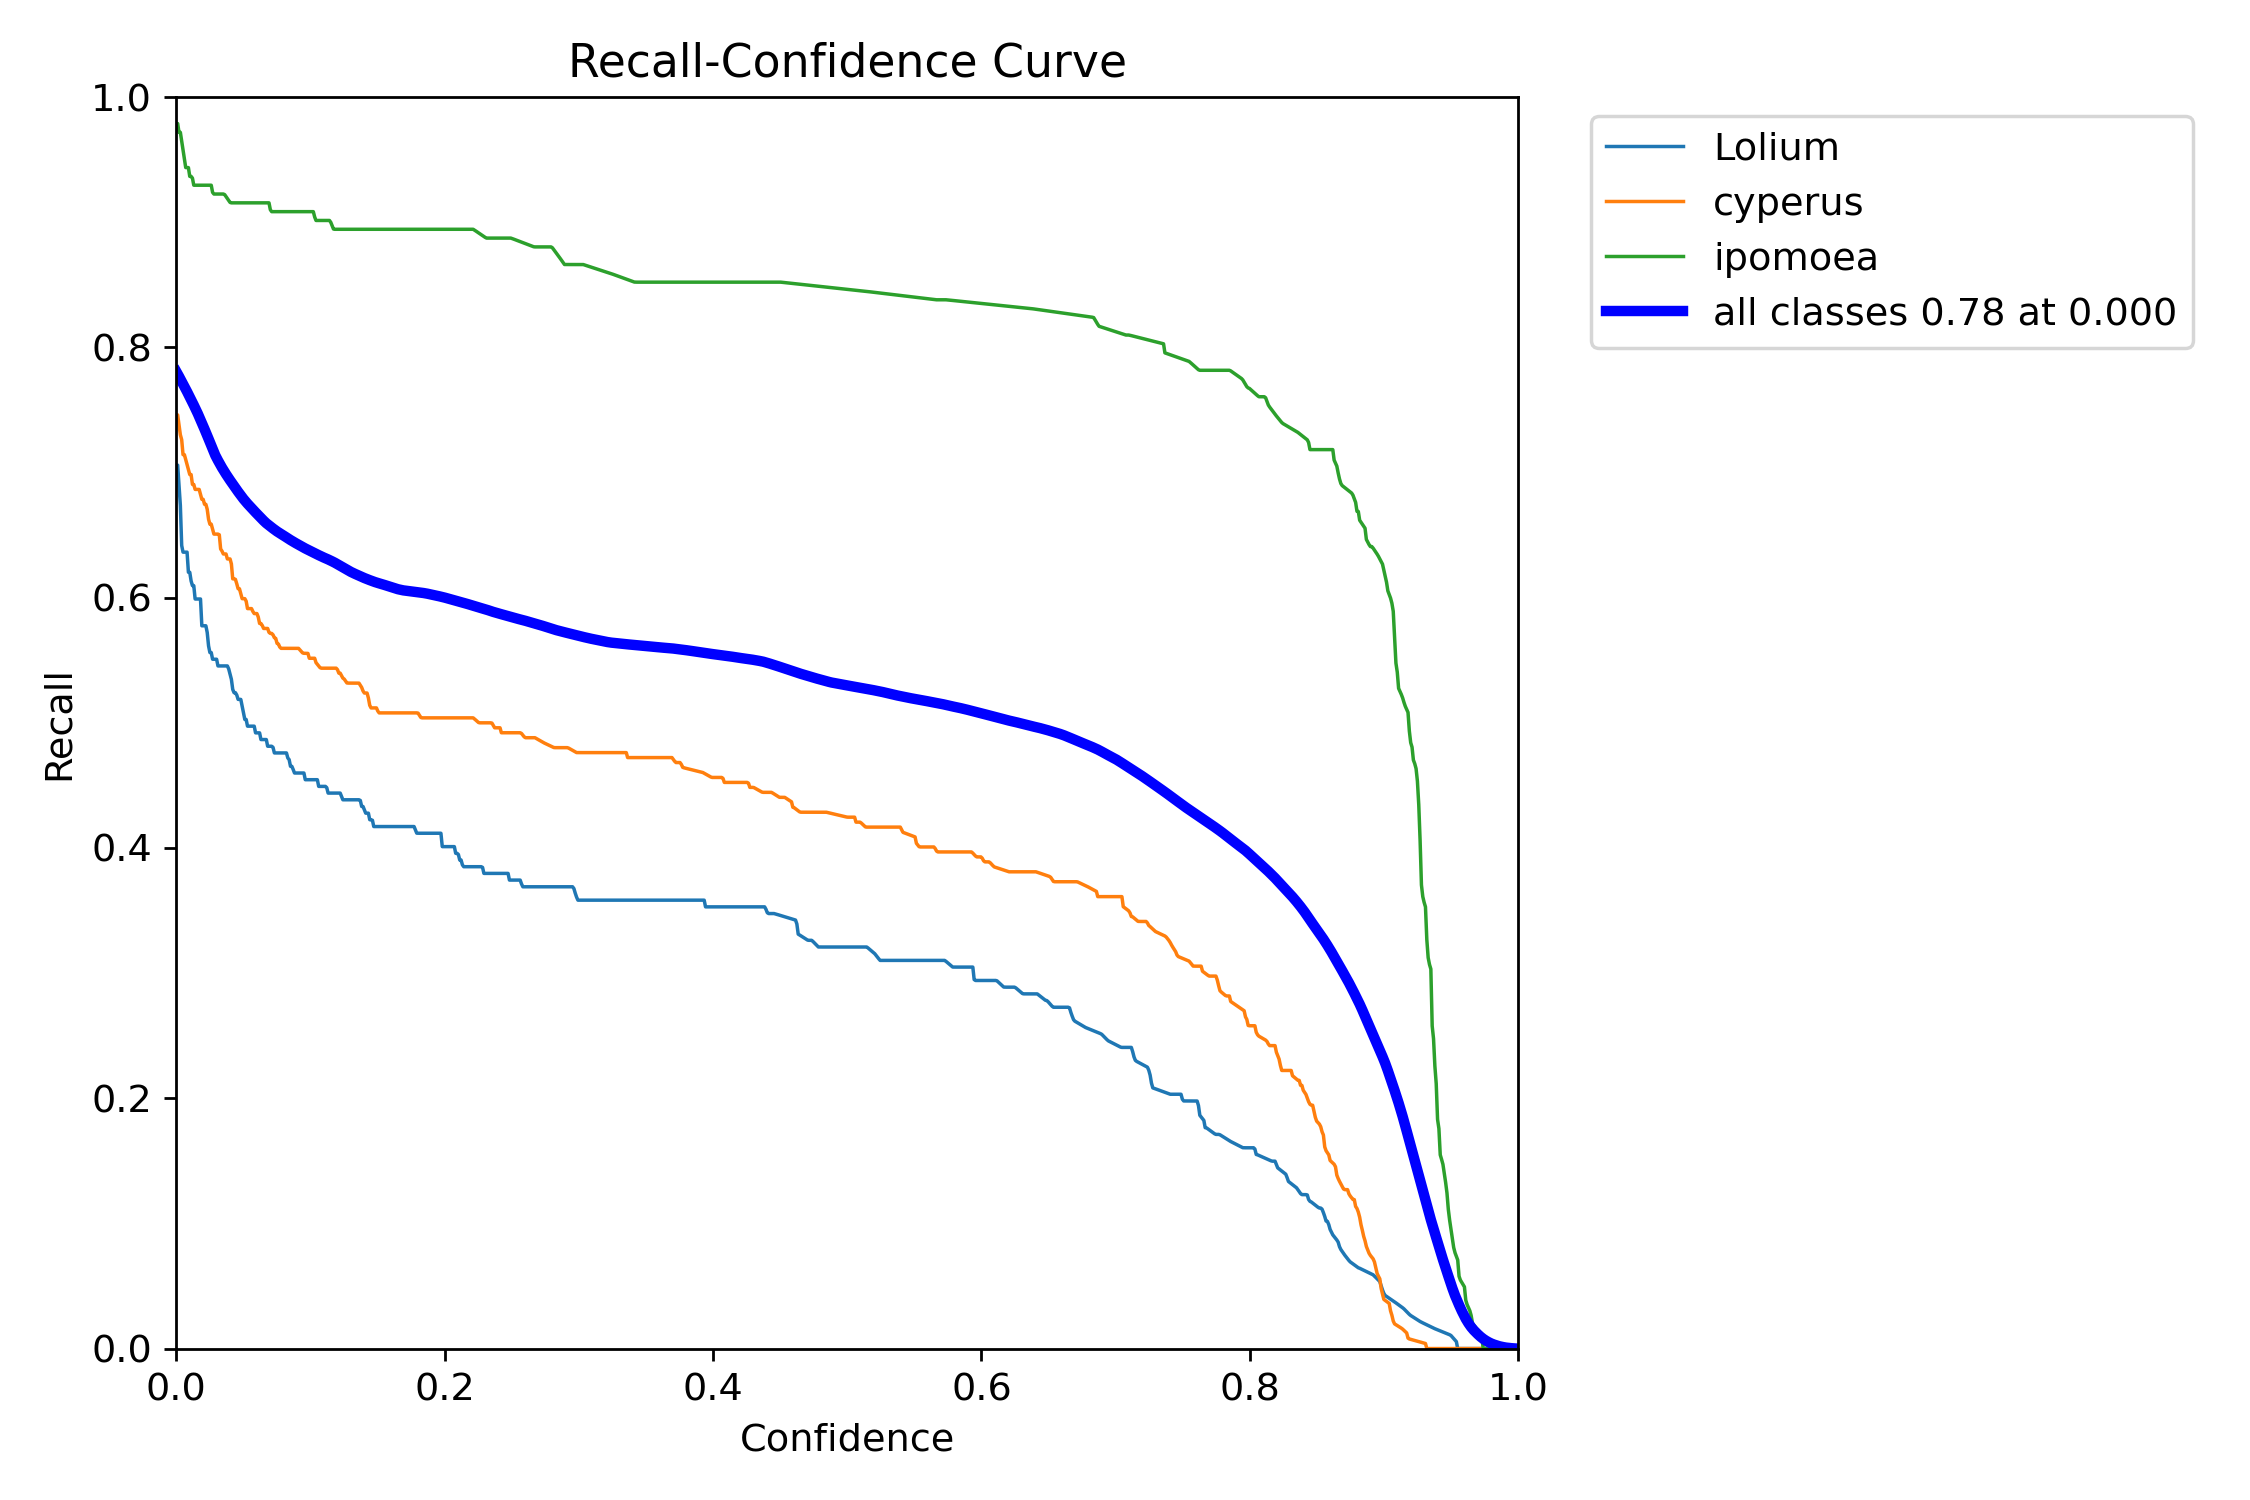 Recall-Confidence Curve
1.0
0.8
0.6
0.4
0.2
0.0
Recall
0.0 0.2 0.4 0.6 0.8 1.0
Confidence
Lolium
cyperus
ipomoea
all classes 0.78 at 0.000